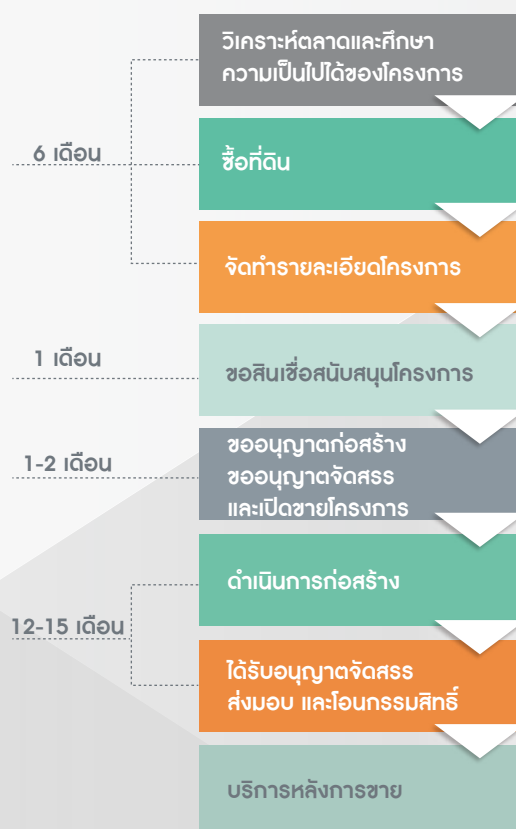 วิเคราะห์ตลาดและศึกษา
ความเป็นไปได้ของโครงการ
6 เดือน
ซื้อที่ดิน
จัดทำรายละเอียดโครงการ
1 เดือน
ขอสินเชื่อสนับสนุนโครงการ
1-2 เดือน
ขออนุญาตก่อสร้าง
ขออนุญาตจัดสรร
และเปิดขายโครงการ
ดำเนินการก่อสร้าง
12-15 เดือน
ได้รับอนุญาตจัดสรร
ส่งมอบ และโอนกรรมสิทธิ์
บริการหลังการขาย